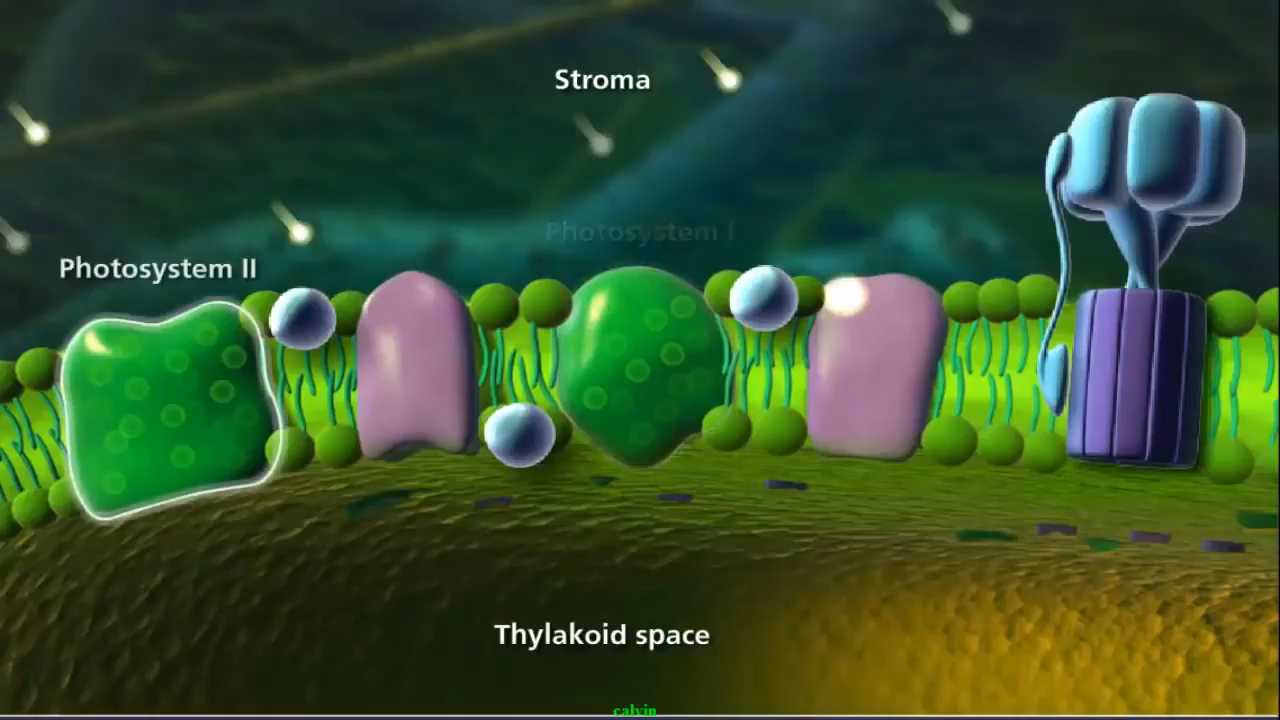 Stroma
Photosystem I
Photosystem II
Thylakoid space
calvin